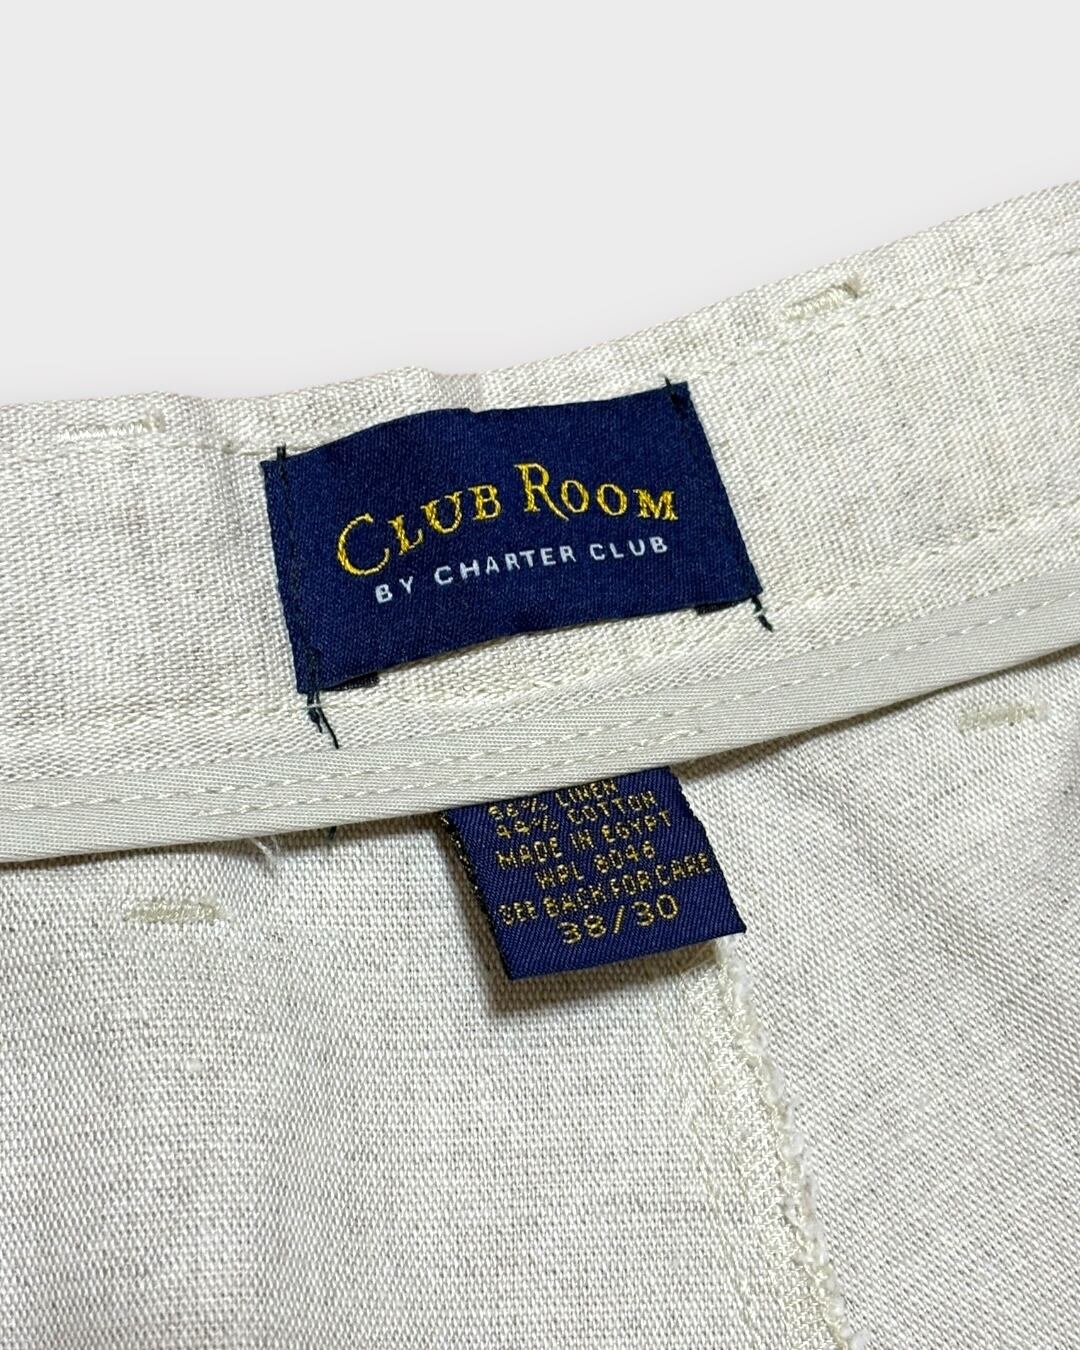 CLUB ROOM
BY CHARTER CLUB
56% LINEN
44% COTTON
MADE IN EGYPT
WPL 8046
SEE BACK FOR CARE
38/30